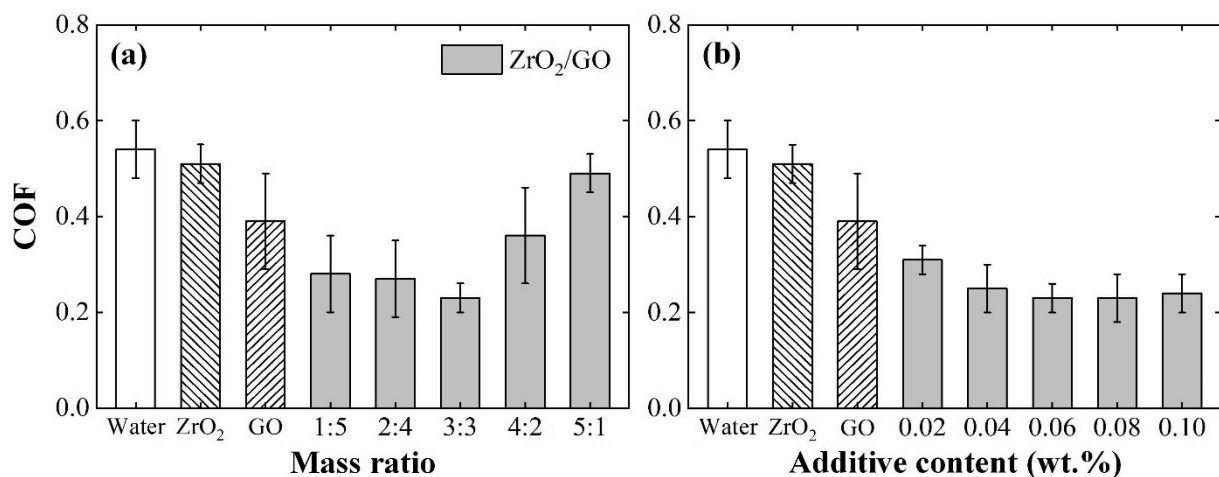 (a)
ZrO₂/GO
COF
0.8
0.6
0.4
0.2
0.0
Water ZrO₂ GO 1:5 2:4 3:3 4:2 5:1
Mass ratio
(b)
0.8
0.6
0.4
0.2
0.0
Water ZrO₂ GO 0.02 0.04 0.06 0.08 0.10
Additive content (wt.%)